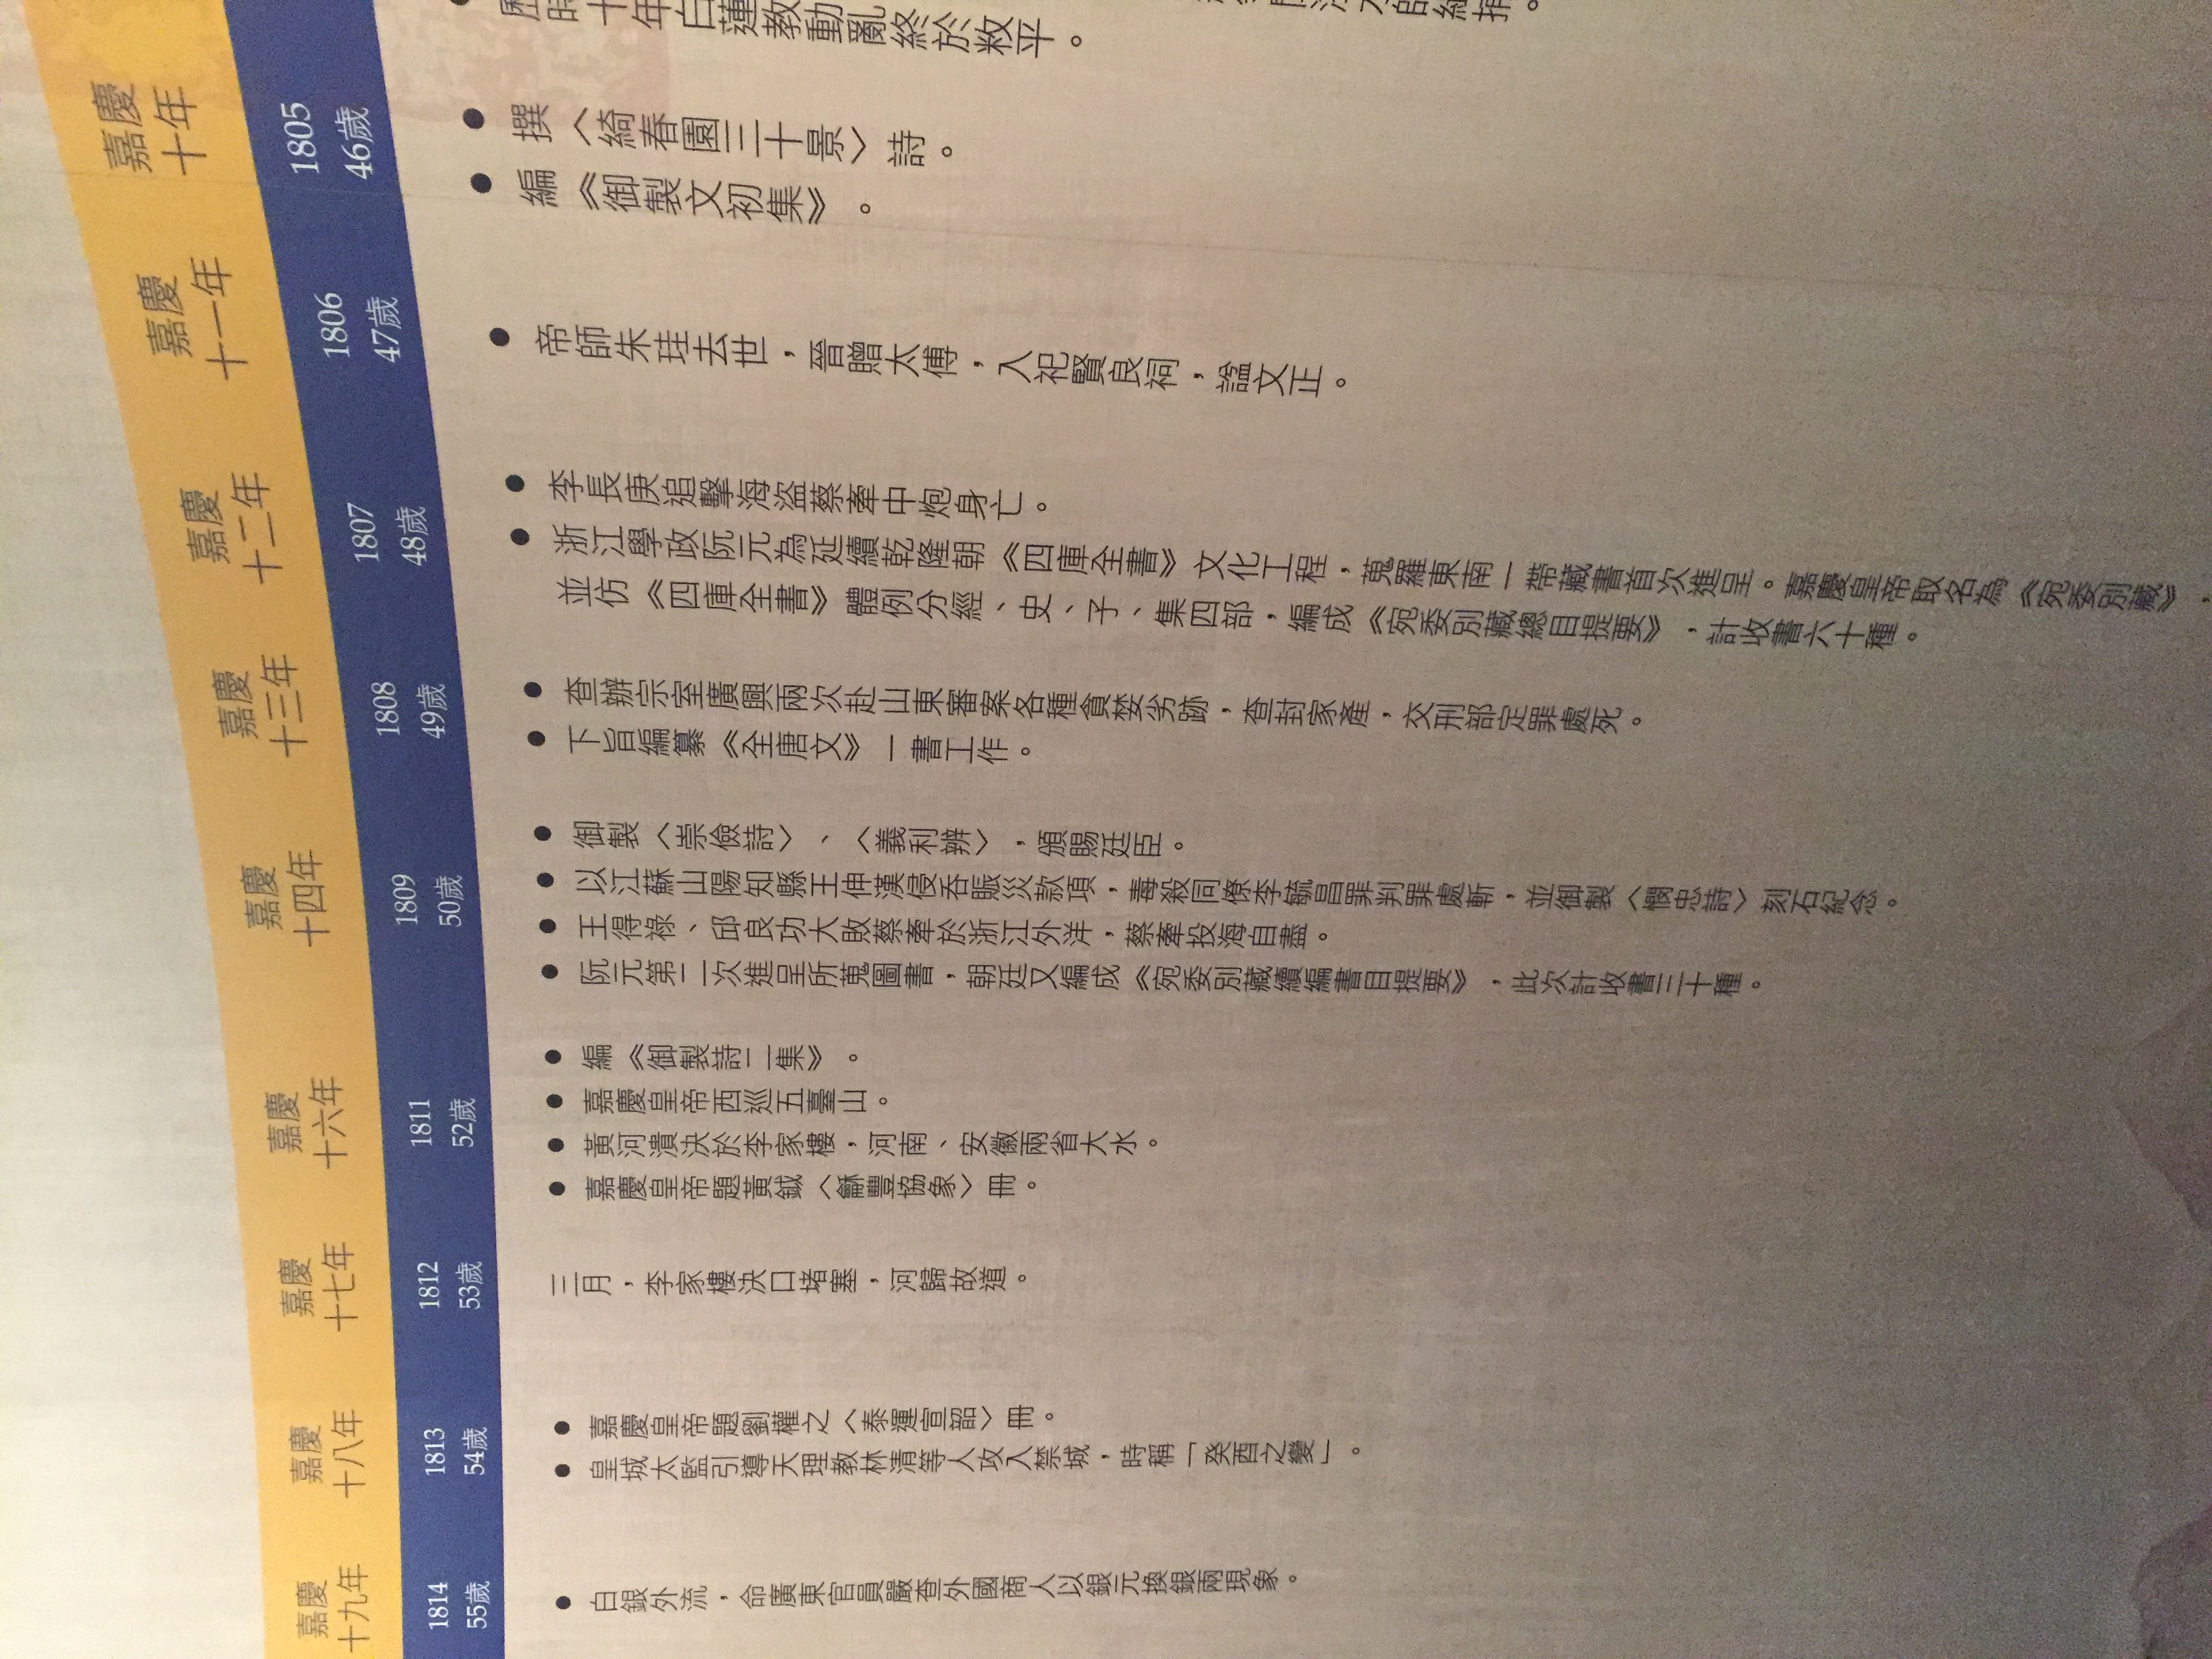 歷時十年白蓮教動亂終於敉平。
嘉慶
十年
1805
46歲
● 撰〈綺春園三十景〉詩。
● 編《御製文初集》。
嘉慶
十一年
1806
47歲
● 帝師朱珪去世，晉贈太傅，入祀賢良祠，諡文正。
嘉慶
十二年
1807
48歲
● 李長庚追擊海盜蔡牽中炮身亡。
● 浙江學政阮元為延續乾隆朝《四庫全書》文化工程，蒐羅東南一帶藏書首次進呈。嘉慶皇帝取名為《宛委別藏》，
並仿《四庫全書》體例分經、史、子、集四部，編成《宛委別藏總目提要》，計收書六十種。
嘉慶
十三年
1808
49歲
● 查辦宗室廣興兩次赴山東審案各種貪婪劣跡，查封家產，交刑部定罪處死。
● 下旨編纂《全唐文》一書工作。
嘉慶
十四年
1809
50歲
● 御製〈崇儉詩〉、〈義利辨〉，頒賜廷臣。
● 以江蘇山陽知縣王伸漢侵吞賑災款項，毒殺同僚李毓昌罪判罪處斬，並御製〈憫忠詩〉刻石紀念。
● 王得祿、邱良功大敗蔡牽於浙江外洋，蔡牽投海自盡。
● 阮元第二次進呈所蒐圖書，朝廷又編成《宛委別藏續編書目提要》，此次計收書三十種。
嘉慶
十六年
1811
52歲
● 編《御製詩二集》。
● 嘉慶皇帝西巡五臺山。
● 黃河潰決於李家樓，河南、安徽兩省大水。
● 嘉慶皇帝題黃鉞〈龢豐協象〉冊。
嘉慶
十七年
1812
53歲
三月，李家樓決口堵塞，河歸故道。
嘉慶
十八年
1813
54歲
● 嘉慶皇帝題劉權之〈泰運宣韶〉冊。
● 皇城太監引導天理教林清等人攻入禁城，時稱「癸酉之變」。
嘉慶
十九年
1814
55歲
● 白銀外流，命廣東官員嚴查外國商人以銀元換銀兩現象。